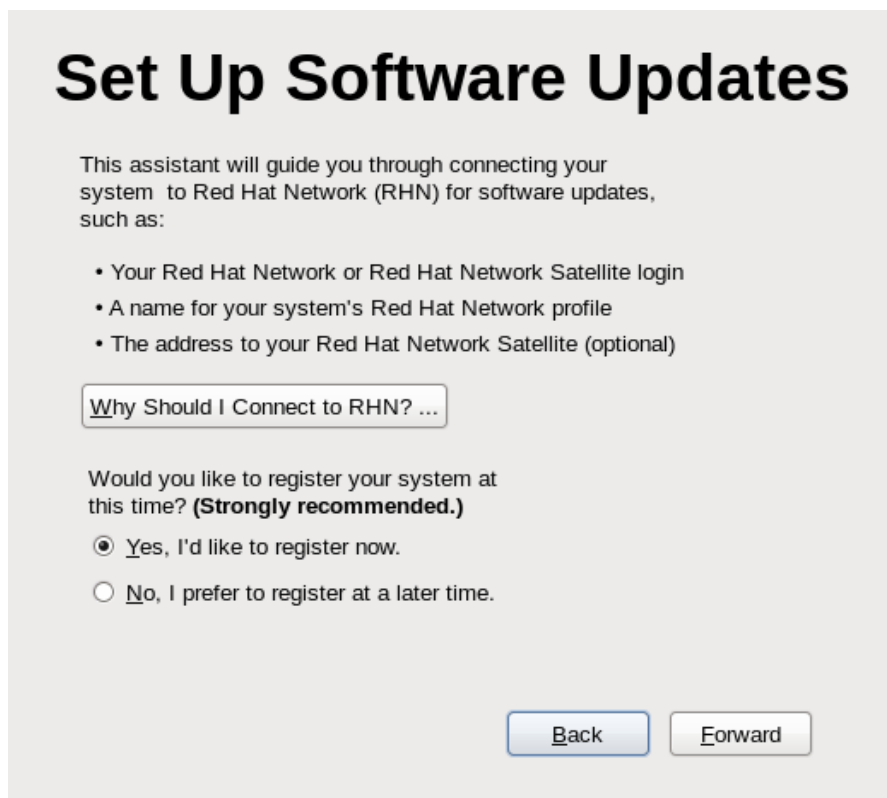 Set Up Software Updates
This assistant will guide you through connecting your
system  to Red Hat Network (RHN) for software updates,
such as:
• Your Red Hat Network or Red Hat Network Satellite login
• A name for your system's Red Hat Network profile
• The address to your Red Hat Network Satellite (optional)
Why Should I Connect to RHN? ...
Would you like to register your system at
this time? (Strongly recommended.)
Yes, I'd like to register now.
No, I prefer to register at a later time.
Back
Forward